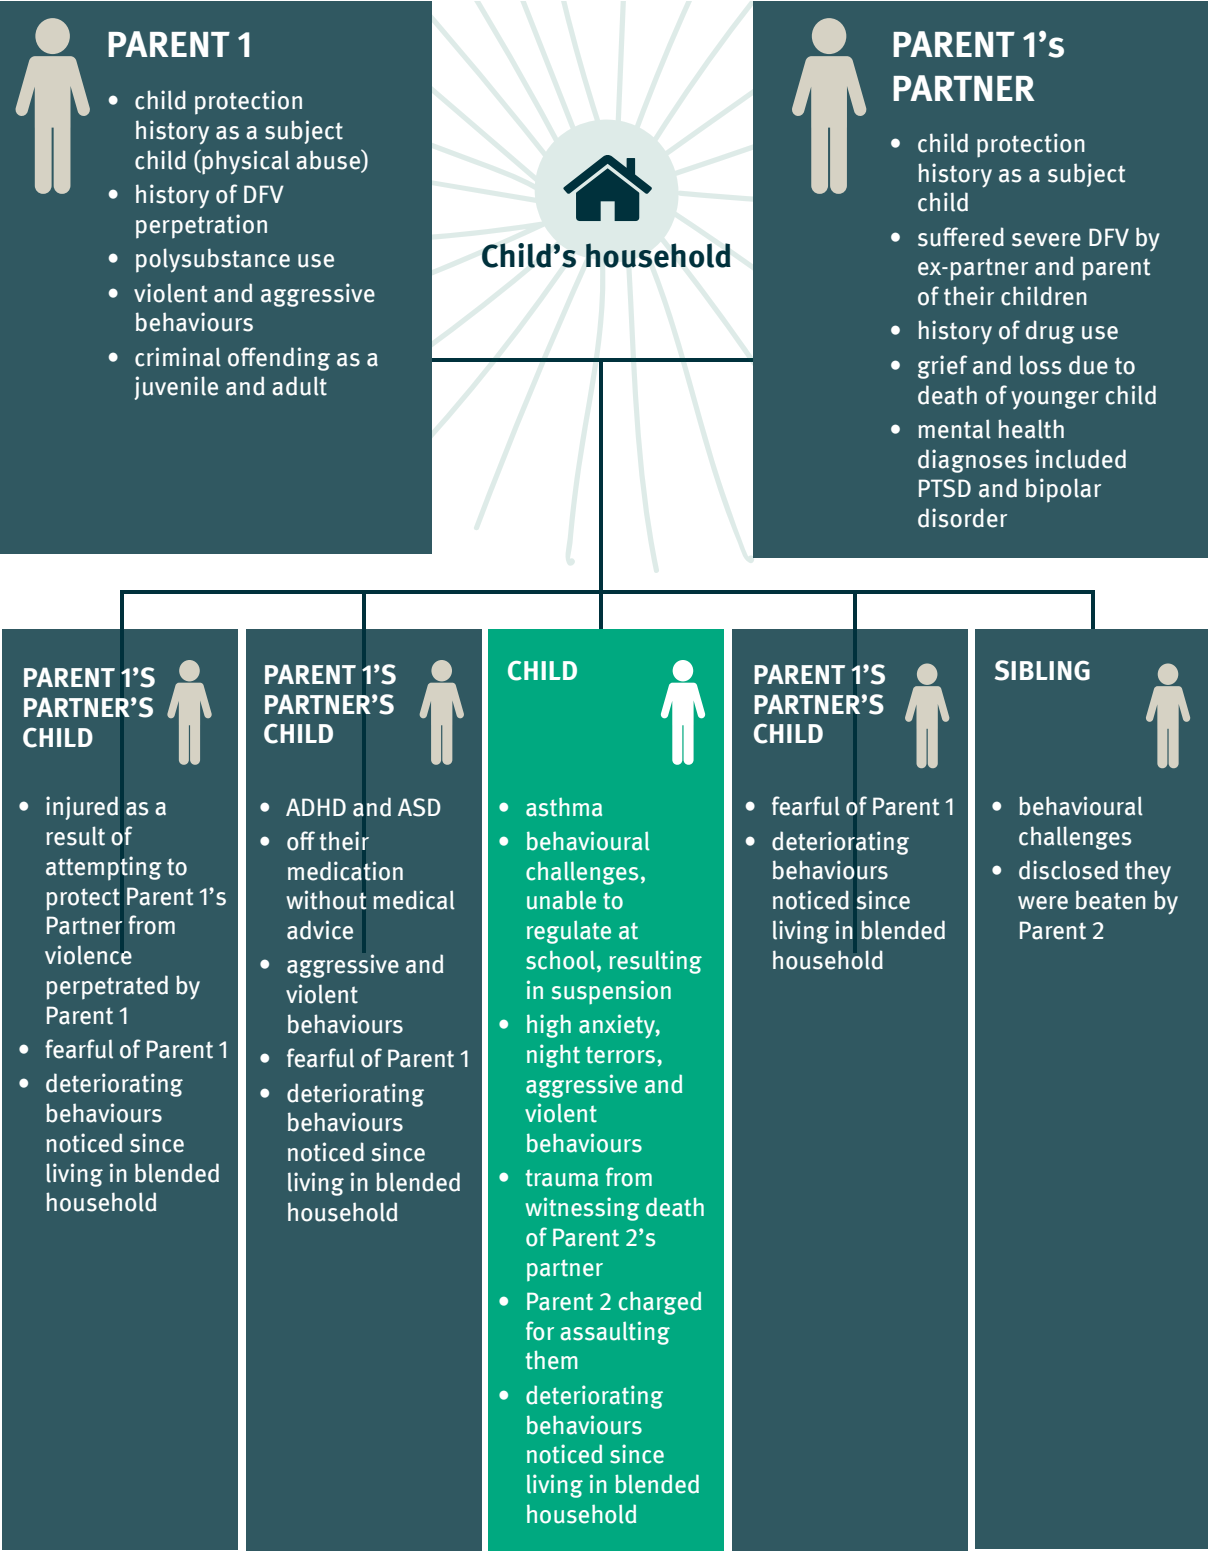 PARENT 1
• child protection
history as a subject
child (physical abuse)
• history of DFV
perpetration
• polysubstance use
• violent and aggressive
behaviours
• criminal offending as a
juvenile and adult
Child’s household
PARENT 1’s
PARTNER
• child protection
history as a subject
child
• suffered severe DFV by
ex-partner and parent
of their children
• history of drug use
• grief and loss due to
death of younger child
• mental health
diagnoses included
PTSD and bipolar
disorder
PARENT 1’S
PARTNER’S
CHILD
• injured as a
result of
attempting to
protect Parent 1’s
Partner from
violence
perpetrated by
Parent 1
• fearful of Parent 1
• deteriorating
behaviours
noticed since
living in blended
household
PARENT 1’S
PARTNER’S
CHILD
• ADHD and ASD
• off their
medication
without medical
advice
• aggressive and
violent
behaviours
• fearful of Parent 1
• deteriorating
behaviours
noticed since
living in blended
household
CHILD
• asthma
• behavioural
challenges,
unable to
regulate at
school, resulting
in suspension
• high anxiety,
night terrors,
aggressive and
violent
behaviours
• trauma from
witnessing death
of Parent 2’s
partner
• Parent 2 charged
for assaulting
them
• deteriorating
behaviours
noticed since
living in blended
household
PARENT 1’S
PARTNER’S
CHILD
• fearful of Parent 1
• deteriorating
behaviours
noticed since
living in blended
household
SIBLING
• behavioural
challenges
• disclosed they
were beaten by
Parent 2